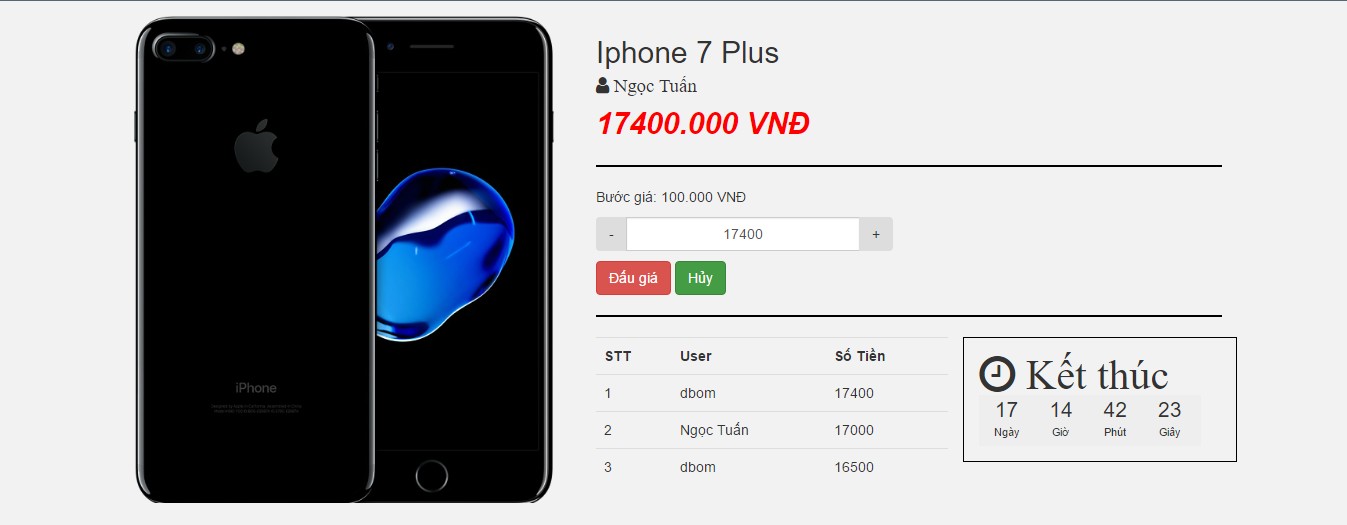 iPhone
Iphone 7 Plus
Ngọc Tuấn
17400.000 VNĐ
Bước giá: 100.000 VNĐ
- 17400 +
Đấu giá Hủy
STT User Số Tiền
1 dbom 17400
2 Ngọc Tuấn 17000
3 dbom 16500
Kết thúc
17 14 42 23
Ngày Giờ Phút Giây